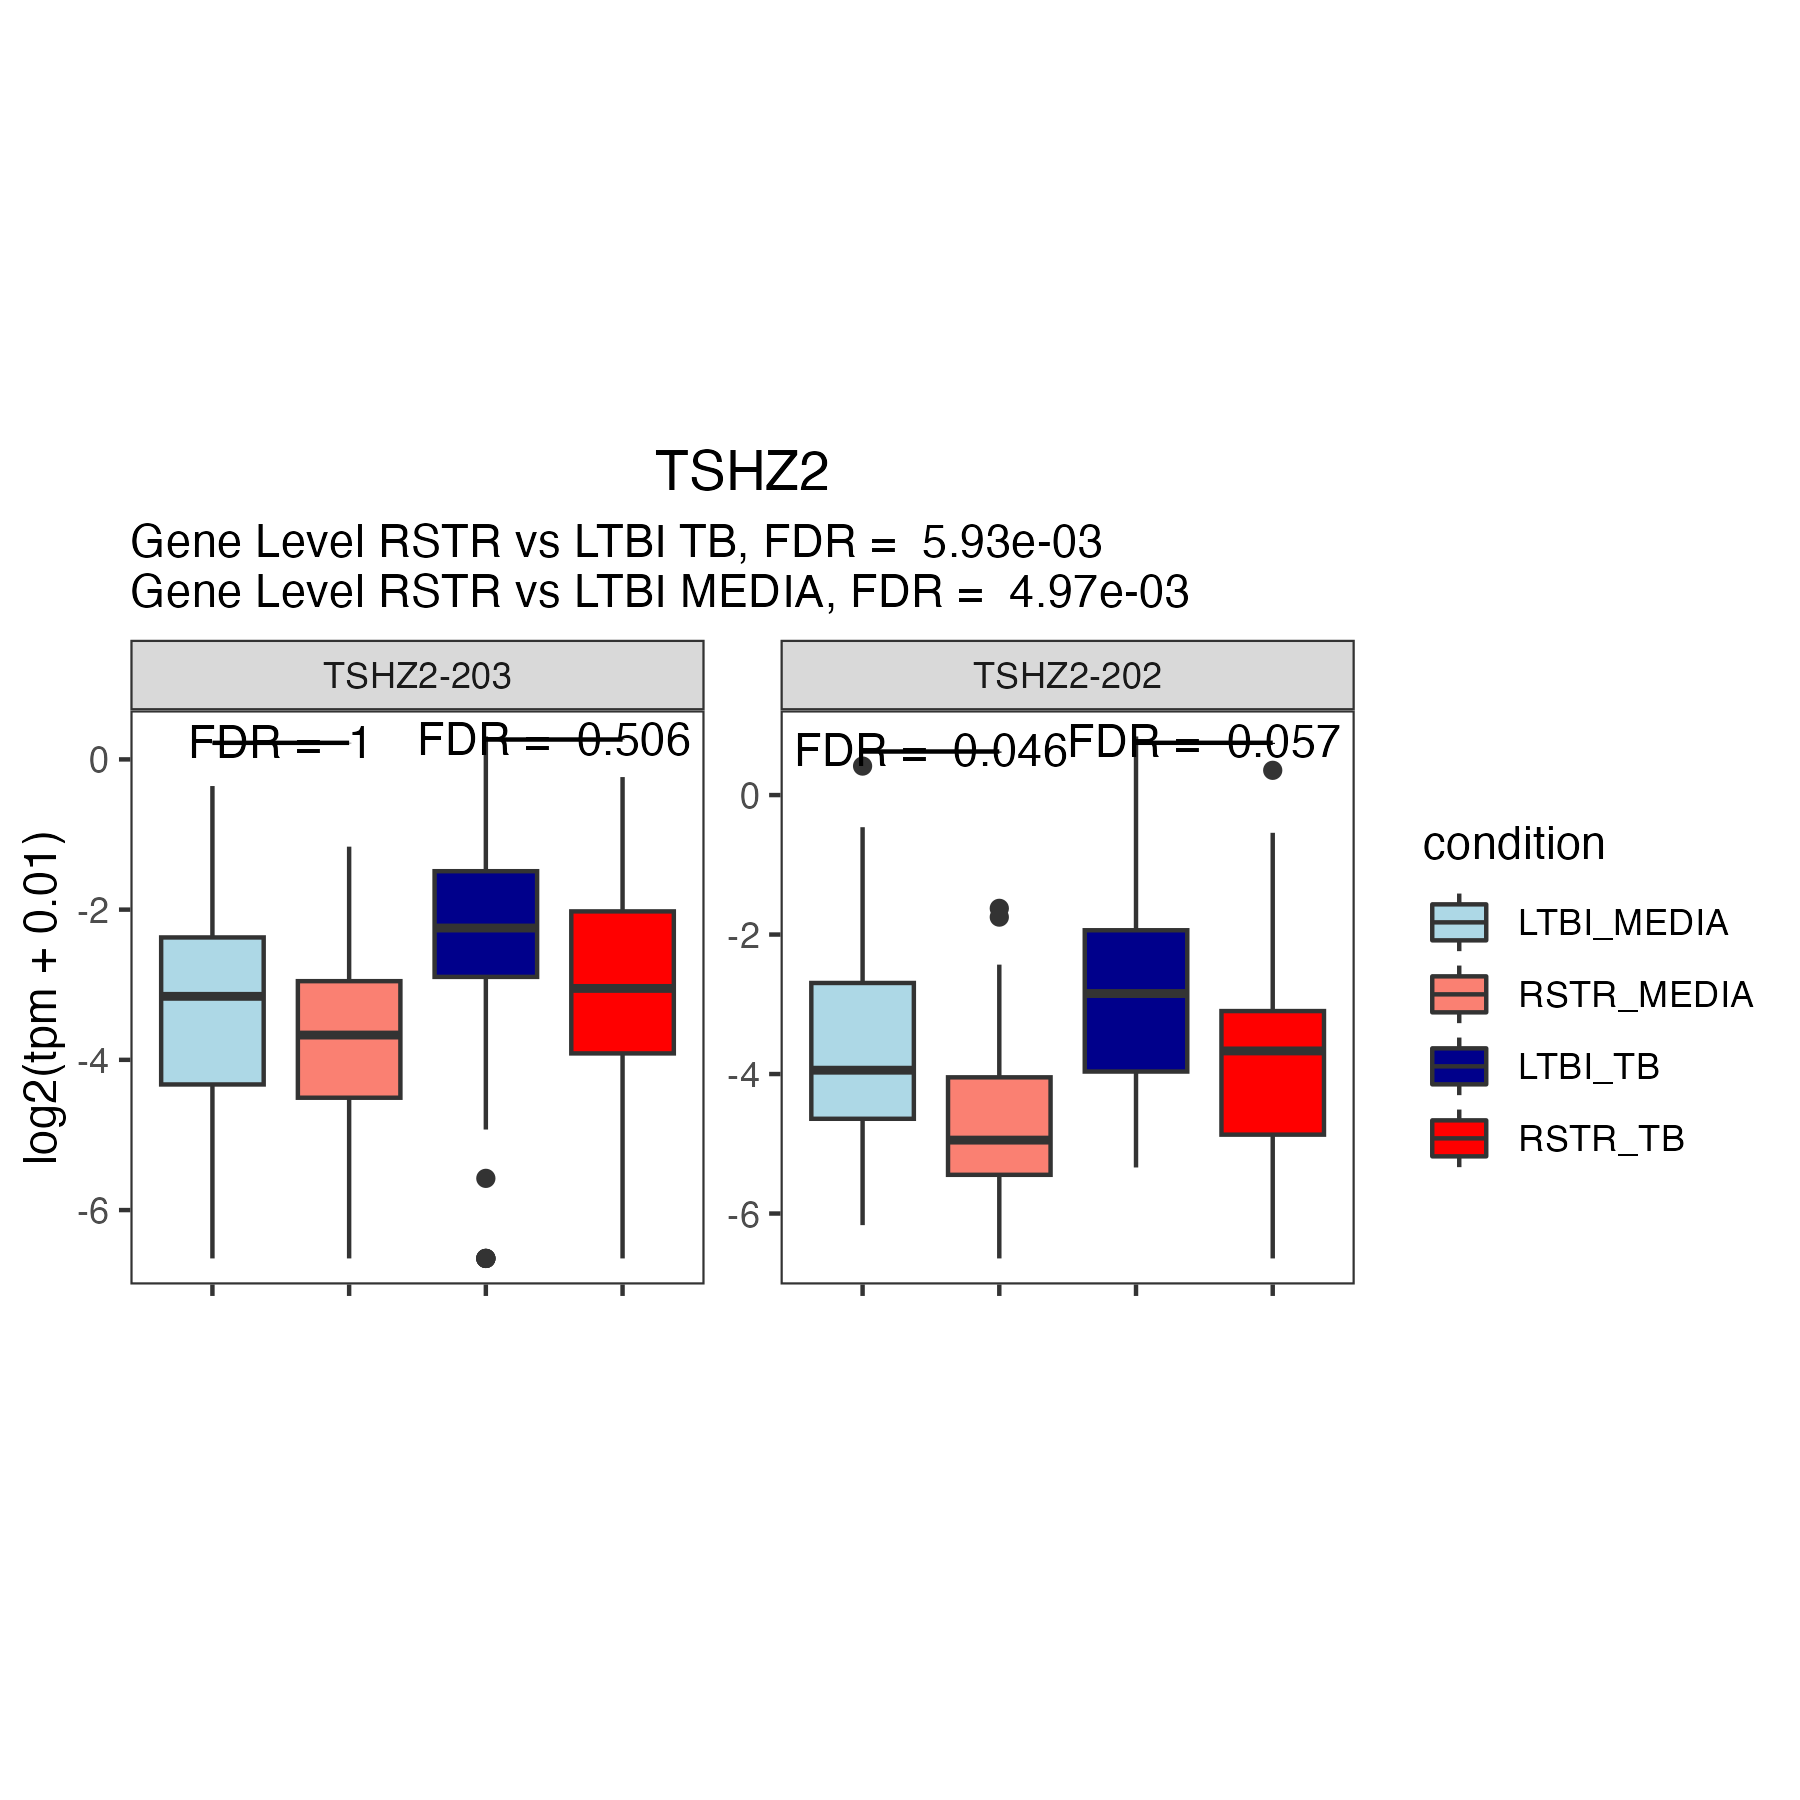 TSHZ2
Gene Level RSTR vs LTBI TB, FDR =  5.93e-03
Gene Level RSTR vs LTBI MEDIA, FDR =  4.97e-03
TSHZ2-203
TSHZ2-202
FDR =  1
FDR =  0.506
FDR =  0.046
FDR =  0.057
0
-2
-4
-6
0
-2
-4
-6
log2(tpm + 0.01)
condition
LTBI_MEDIA
RSTR_MEDIA
LTBI_TB
RSTR_TB